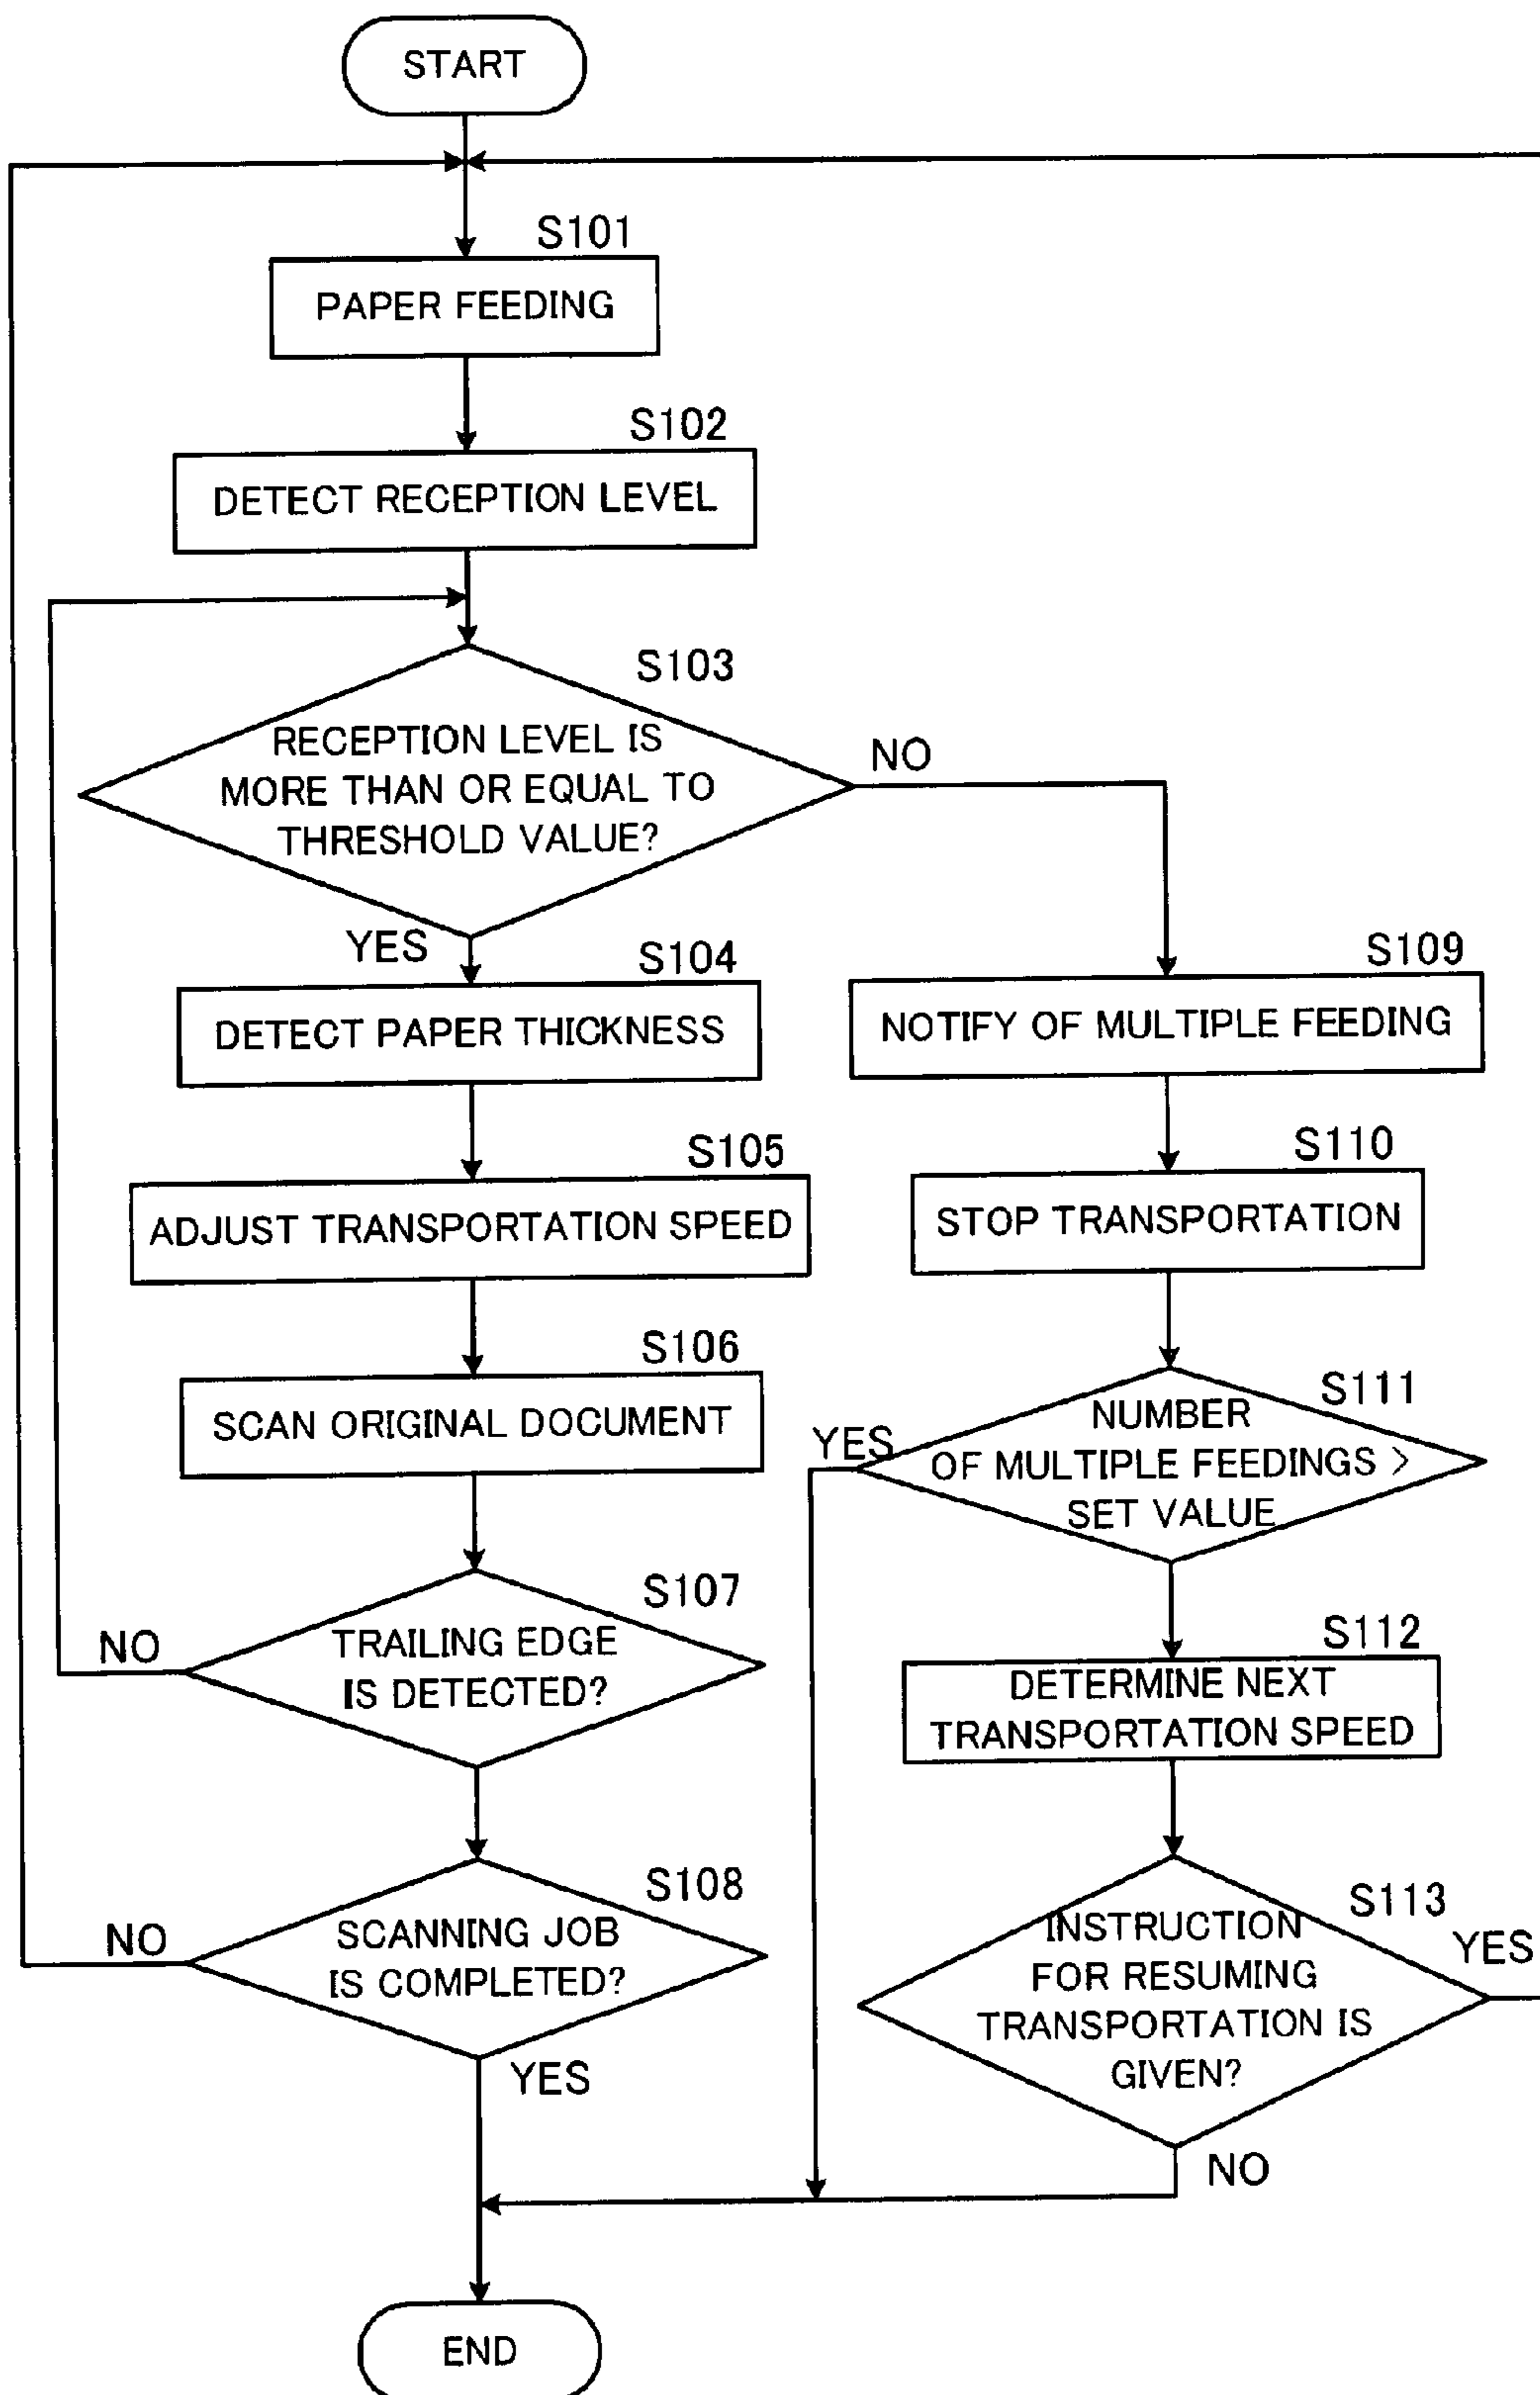 START
S101
PAPER FEEDING
S102
DETECT RECEPTION LEVEL
S103
RECEPTION LEVEL IS
MORE THAN OR EQUAL TO
THRESHOLD VALUE?
NO
YES
S104
DETECT PAPER THICKNESS
S105
ADJUST TRANSPORTATION SPEED
S106
SCAN ORIGINAL DOCUMENT
S107
TRAILING EDGE
IS DETECTED?
NO
S108
SCANNING JOB
IS COMPLETED?
NO
YES
S109
NOTIFY OF MULTIPLE FEEDING
S110
STOP TRANSPORTATION
S111
NUMBER
OF MULTIPLE FEEDINGS >
SET VALUE
YES
S112
DETERMINE NEXT
TRANSPORTATION SPEED
S113
INSTRUCTION
FOR RESUMING
TRANSPORTATION IS
GIVEN?
YES
NO
END